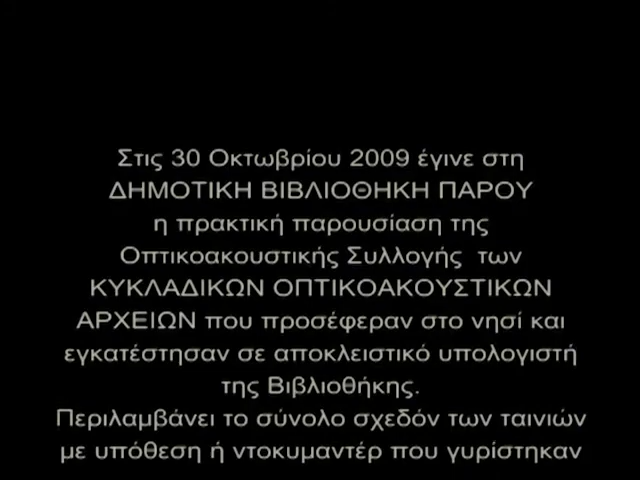 Στις 30 Οκτωβρίου 2009 έγινε στη
ΔΗΜΟΤΙΚΗ ΒΙΒΛΙΟΘΗΚΗ ΠΑΡΟΥ
η πρακτική παρουσίαση της
Οπτικοακουστικής Συλλογής των
ΚΥΚΛΑΔΙΚΩΝ ΟΠΤΙΚΟΑΚΟΥΣΤΙΚΩΝ
ΑΡΧΕΙΩΝ που προσέφεραν στο νησί και
εγκατέστησαν σε αποκλειστικό υπολογιστή
της Βιβλιοθήκης.
Περιλαμβάνει το σύνολο σχεδόν των ταινιών
με υπόθεση ή ντοκυμαντέρ που γυρίστηκαν